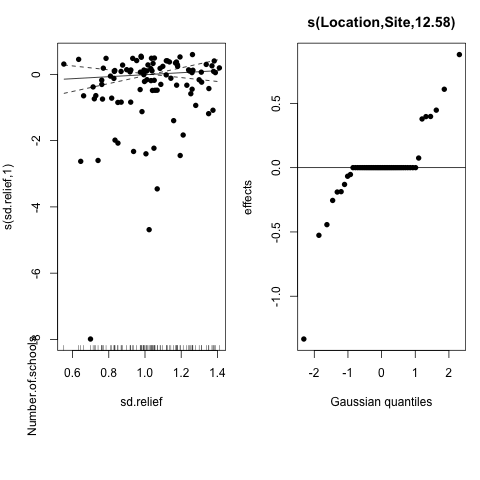 s(Location,Site,12.58)
s(sd.relief,1)
Number.of.schools
0
-2
-4
-6
-8
0.6 0.8 1.0 1.2 1.4
sd.relief
effects
0.5
0.0
-0.5
-1.0
-2 -1 0 1 2
Gaussian quantiles